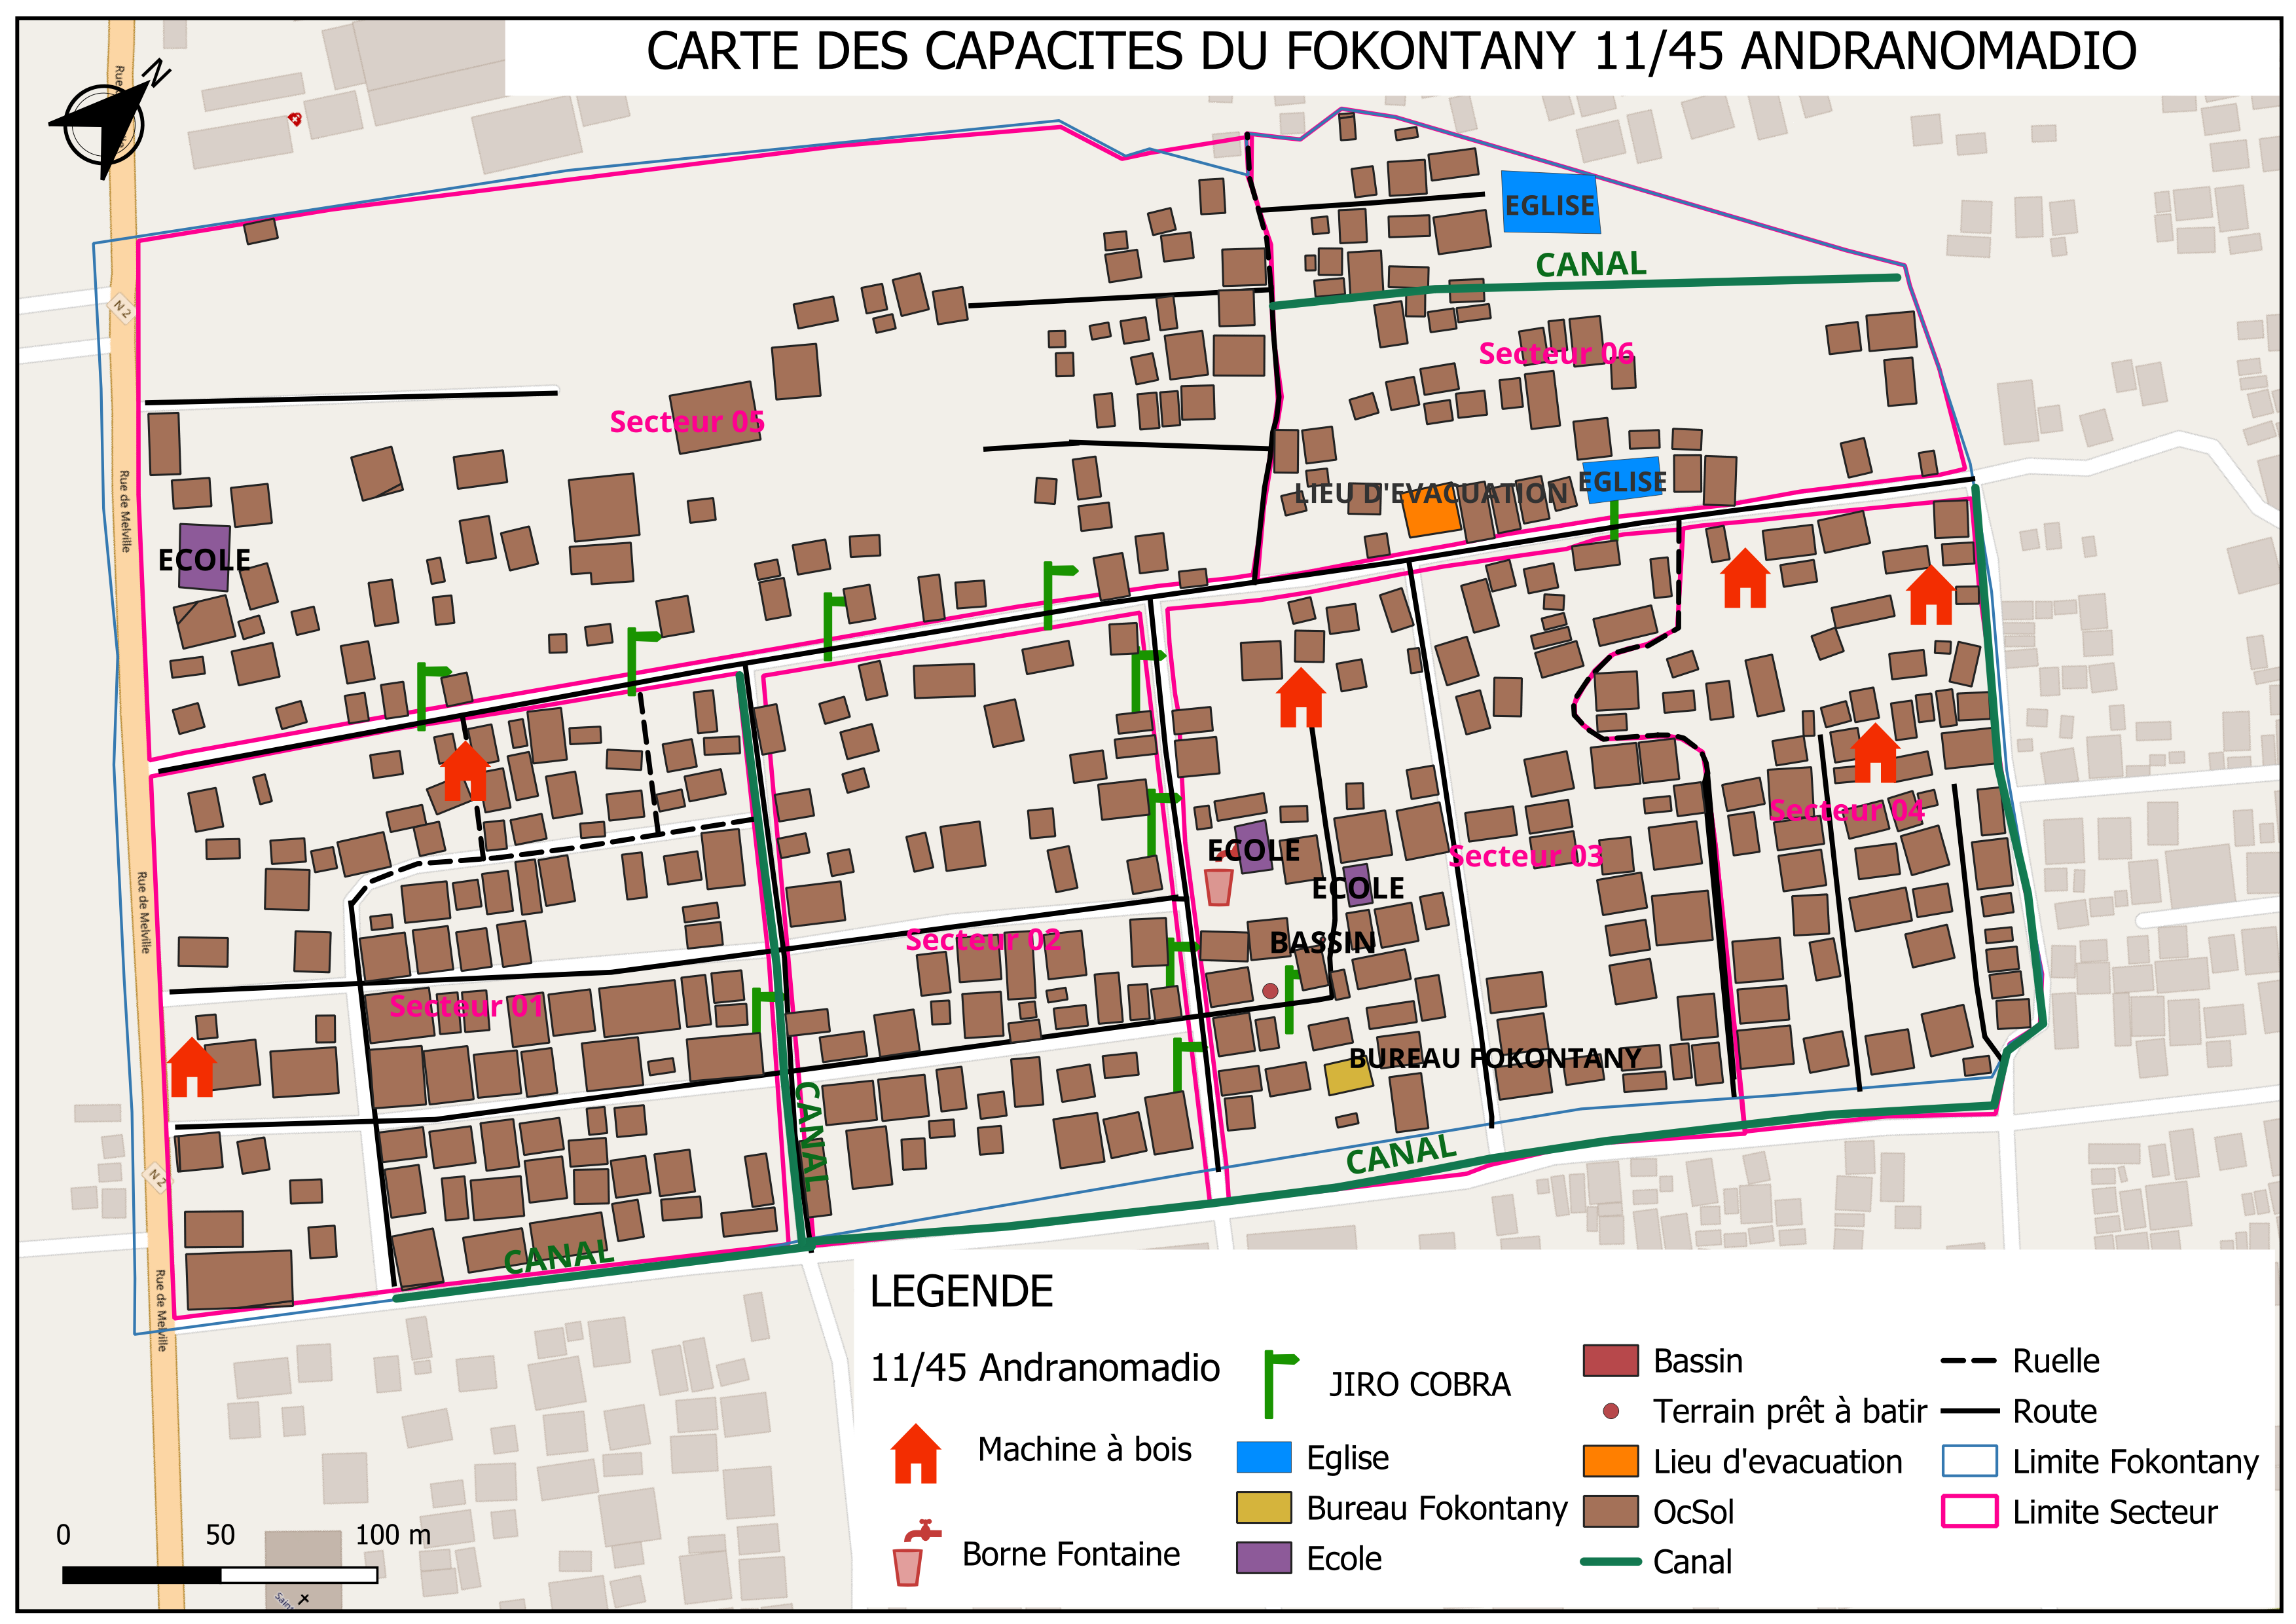 CARTE DES CAPACITES DU FOKONTANY 11/45 ANDRANOMADIO
N
N 2
EGLISE
CANAL
Secteur 06
Secteur 05
Rue de Melville
LIEU D'EVACUATION
EGLISE
ECOLE
Secteur 04
Secteur 03
ECOLE
ECOLE
Rue de Melville
Secteur 02
BASSIN
Secteur 01
BUREAU FOKONTANY
CANAL
CANAL
N 2
CANAL
Rue de Melville
LEGENDE
11/45 Andranomadio
Machine à bois
Borne Fontaine
JIRO COBRA
Eglise
Bureau Fokontany
Ecole
Bassin
Terrain prêt à batir
Lieu d'evacuation
OcSol
Canal
Ruelle
Route
Limite Fokontany
Limite Secteur
0 50 100 m